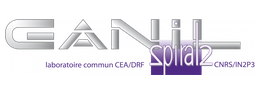 GANIL
spiral2
laboratoire commun CEA/DRF CNRS/IN2P3